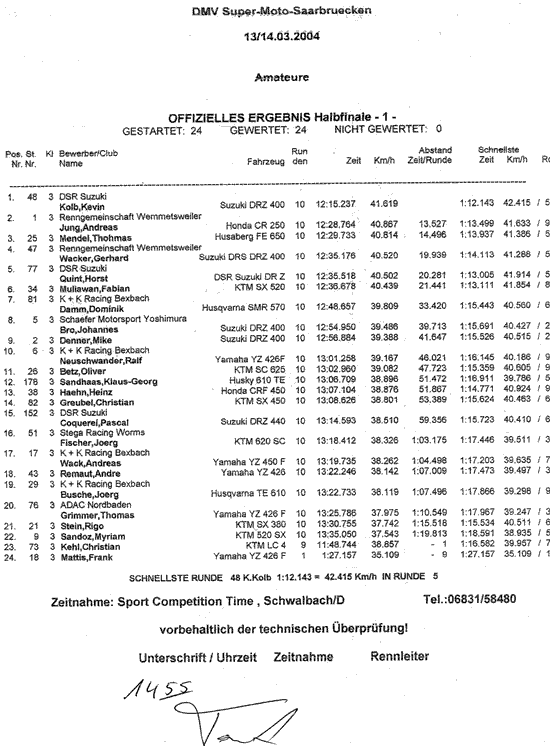 DMV Super-Moto-Saarbruecken
13/14.03.2004
Amateure
OFFIZIELLES ERGEBNIS Halbfinale - 1 -
GESTARTET: 24 GEWERTET: 24 NICHT GEWERTET: 0
Pos. St. Kl Bewerber/Club Run Abstand Schnellste
Nr. Nr. Name Fahrzeug den Zeit Km/h Zeit/Runde Zeit Km/h
1. 48 3 DSR Suzuki
Kolb,Kevin Suzuki DRZ 400 10 12:15.237 41.619 1:12.143 42.415 / 5
2. 1 3 Renngemeinschaft Wemmetsweiler
Jung,Andreas Honda CR 250 10 12:28.764 40.867 13.527 1:13.499 41.633 / 9
3. 25 3 Mendel,Thohmas Husaberg FE 650 10 12:29.733 40.814 14,496 1:13.937 41.386 / 5
4. 47 3 Renngemeinschaft Wemmetsweiler
Wacker,Gerhard Suzuki DRS DRZ 400 10 12:35.176 40.520 19.939 1:14.113 41.288 / 5
5. 77 3 DSR Suzuki
Quint,Horst DSR Suzuki DR Z 10 12:35.518 40.502 20.281 1:13.005 41.914 / 5
6. 34 3 Muliawan,Fabian KTM SX 520 10 12:36.678 40.439 21.441 1:13.111 41.854 / 8
7. 81 3 K + K Racing Bexbach
Damm,Dominik Husqvarna SMR 570 10 12:48.657 39.809 33.420 1:15.443 40.560 / 6
8. 5 3 Schaefer Motorsport Yoshimura
Bro,Johannes Suzuki DRZ 400 10 12:54.950 39.486 39.713 1:15.691 40.427 / 2
9. 2 3 Denner,Mike Suzuki DRZ 400 10 12:56.884 39.388 41.647 1:15.526 40.515 / 2
10. 6 3 K + K Racing Bexbach
Neuschwander,Ralf Yamaha YZ 426F 10 13:01.258 39.167 46.021 1:16.145 40.186 / 9
11. 26 3 Betz,Oliver KTM SC 625 10 13:02.960 39.082 47.723 1:15.359 40.605 / 9
12. 178 3 Sandhaas,Klaus-Georg Husky 610 TE 10 13:06.709 38.896 51.472 1:16.911 39.786 / 5
13. 38 3 Haehn,Heinz Honda CRF 450 10 13:07.104 38.876 51.867 1:14.771 40.924 / 9
14. 82 3 Greubel,Christian KTM SX 450 10 13:08.626 38.801 53.389 1:15.624 40.463 / 6
15. 152 3 DSR Suzuki
Coquerel,Pascal Suzuki DRZ 440 10 13:14.593 38.510 59.356 1:15.723 40.410 / 6
16. 51 3 Stega Racing Worms
Fischer,Joerg KTM 620 SC 10 13:18.412 38.326 1:03.175 1:17.446 39.511 / 3
17. 17 3 K + K Racing Bexbach
Wack,Andreas Yamaha YZ 450 F 10 13:19.735 38.262 1:04.498 1:17.203 39.635 / 7
18. 43 3 Remaut,Andre Yamaha YZ 426 10 13:22.246 38.142 1:07.009 1:17.473 39.497 / 3
19. 29 3 K + K Racing Bexbach
Busche,Joerg Husqvarna TE 610 10 13:22.733 38.119 1:07.496 1:17.866 39.298 / 9
20. 76 3 ADAC Nordbaden
Grimmer,Thomas Yamaha YZ 426 F 10 13:25.786 37.975 1:10.549 1:17.967 39.247 / 3
21. 21 3 Stein,Rigo KTM SX 380 10 13:30.755 37.742 1:15.518 1:15.534 40.511 / 6
22. 9 3 Sandoz,Myriam KTM 520 SX 10 13:35.050 37.543 1:19.813 1:18.591 38.935 / 5
23. 73 3 Kehl,Christian KTM LC 4 9 11:48.744 38.857 - 1 1:16.582 39.957 / 7
24. 18 3 Mattis,Frank Yamaha YZ 426 F 1 1:27.157 35.109 - 9 1:27.157 35.109 / 1
SCHNELLSTE RUNDE 48 K.Kolb 1:12.143 = 42.415 Km/h IN RUNDE 5
Zeitnahme: Sport Competition Time , Schwalbach/D Tel.:06831/58480
vorbehaltlich der technischen Überprüfung!
Unterschrift / Uhrzeit Zeitnahme Rennleiter
1455